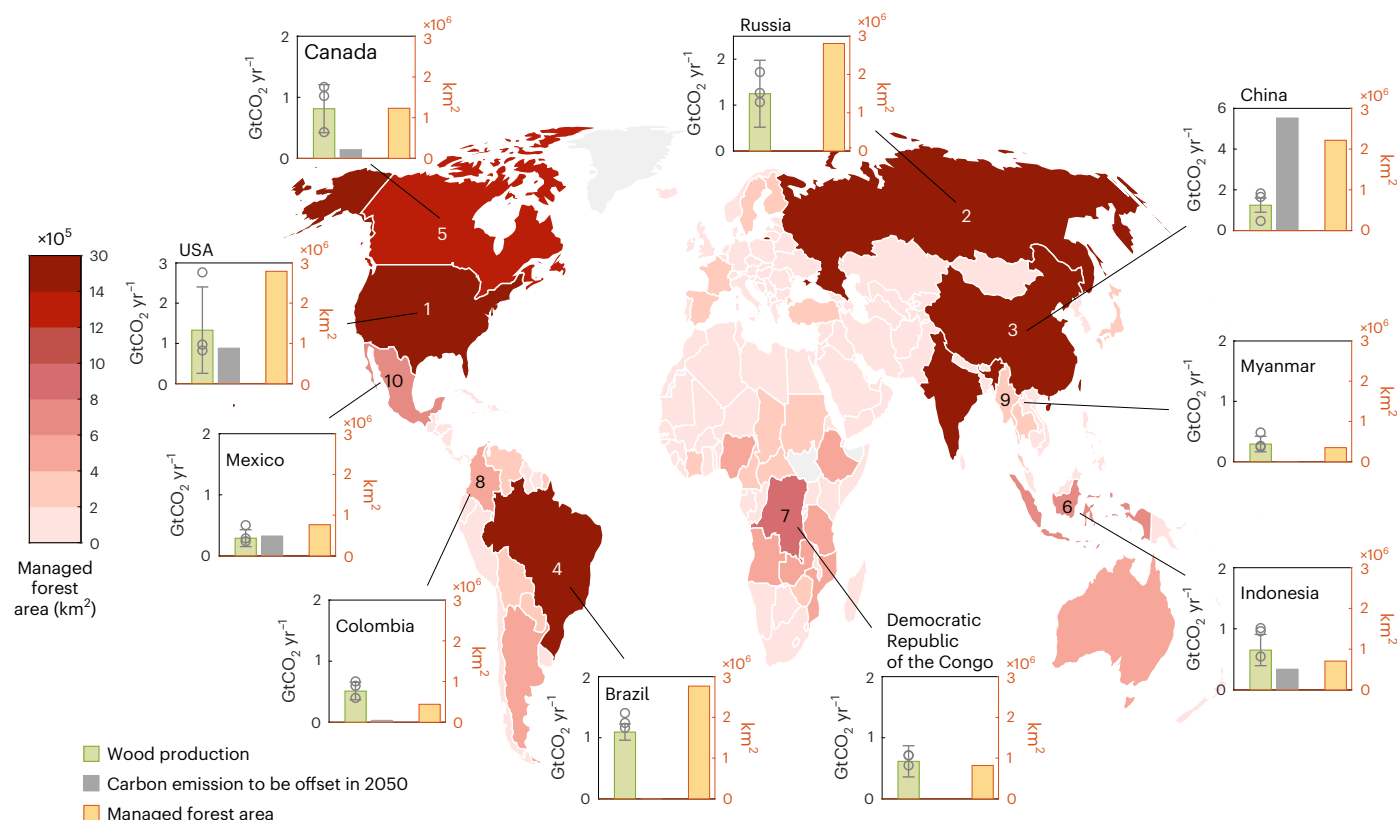 Canada
GtCO₂ yr⁻¹
2
1
0
×10⁶
3
2
1
0
km²
Russia
GtCO₂ yr⁻¹
2
1
0
×10⁶
3
2
1
0
km²
China
GtCO₂ yr⁻¹
6
4
2
0
×10⁶
3
2
1
0
km²
USA
GtCO₂ yr⁻¹
3
2
1
0
×10⁶
3
2
1
0
km²
×10⁵
30
14
12
10
8
6
4
2
0
Managed
forest
area (km²)
5
2
1
3
10
9
8
7
6
4
Myanmar
GtCO₂ yr⁻¹
2
1
0
×10⁶
3
2
1
0
km²
Mexico
GtCO₂ yr⁻¹
2
1
0
×10⁶
3
2
1
0
km²
Indonesia
GtCO₂ yr⁻¹
2
1
0
×10⁶
3
2
1
0
km²
Colombia
GtCO₂ yr⁻¹
2
1
0
×10⁶
3
2
1
0
km²
Brazil
GtCO₂ yr⁻¹
2
1
0
×10⁶
3
2
1
0
km²
Democratic
Republic
of the Congo
GtCO₂ yr⁻¹
2
1
0
×10⁶
3
2
1
0
km²
Wood production
Carbon emission to be offset in 2050
Managed forest area